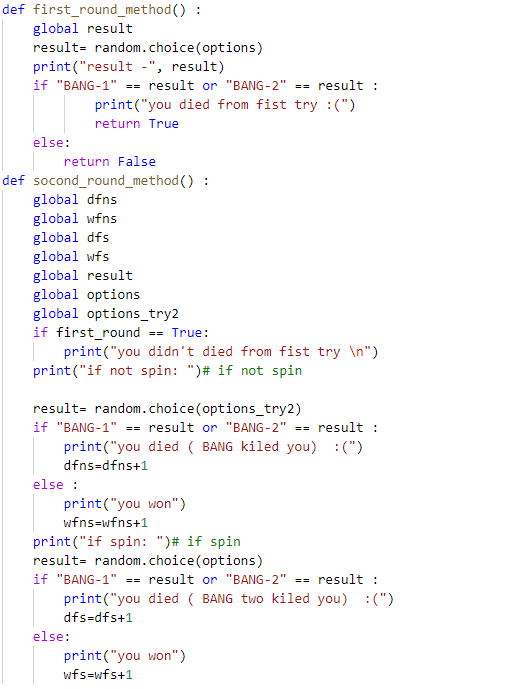 def first_round_method() :
    global result
    result= random.choice(options)
    print("result -", result)
    if "BANG-1" == result or "BANG-2" == result :
            print("you died from fist try :(")
            return True
    else:
        return False
def socond_round_method() :
    global dfns
    global wfns
    global dfs
    global wfs
    global result
    global options
    global options_try2
    if first_round == True:
        print("you didn't died from fist try \n")
    print("if not spin: ")# if not spin

    result= random.choice(options_try2)
    if "BANG-1" == result or "BANG-2" == result :
        print("you died ( BANG kiled you)  :(")
        dfns=dfns+1
    else :
        print("you won")
        wfns=wfns+1
    print("if spin: ")# if spin
    result= random.choice(options)
    if "BANG-1" == result or "BANG-2" == result :
        print("you died ( BANG two kiled you)  :(")
        dfs=dfs+1
    else:
        print("you won")
        wfs=wfs+1